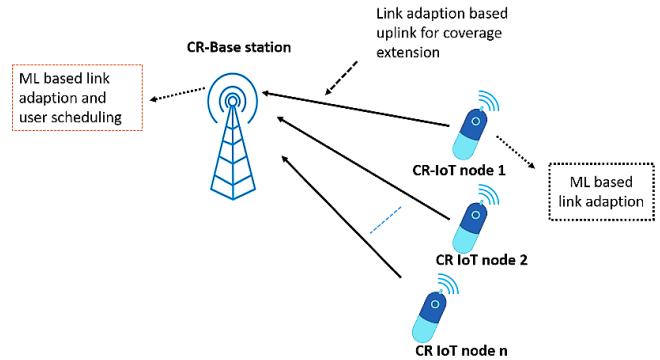 Link adaption based
uplink for coverage
extension
CR-Base station
ML based link
adaption and
user scheduling
CR-IoT node 1
ML based
link adaption
CR IoT node 2
CR IoT node n